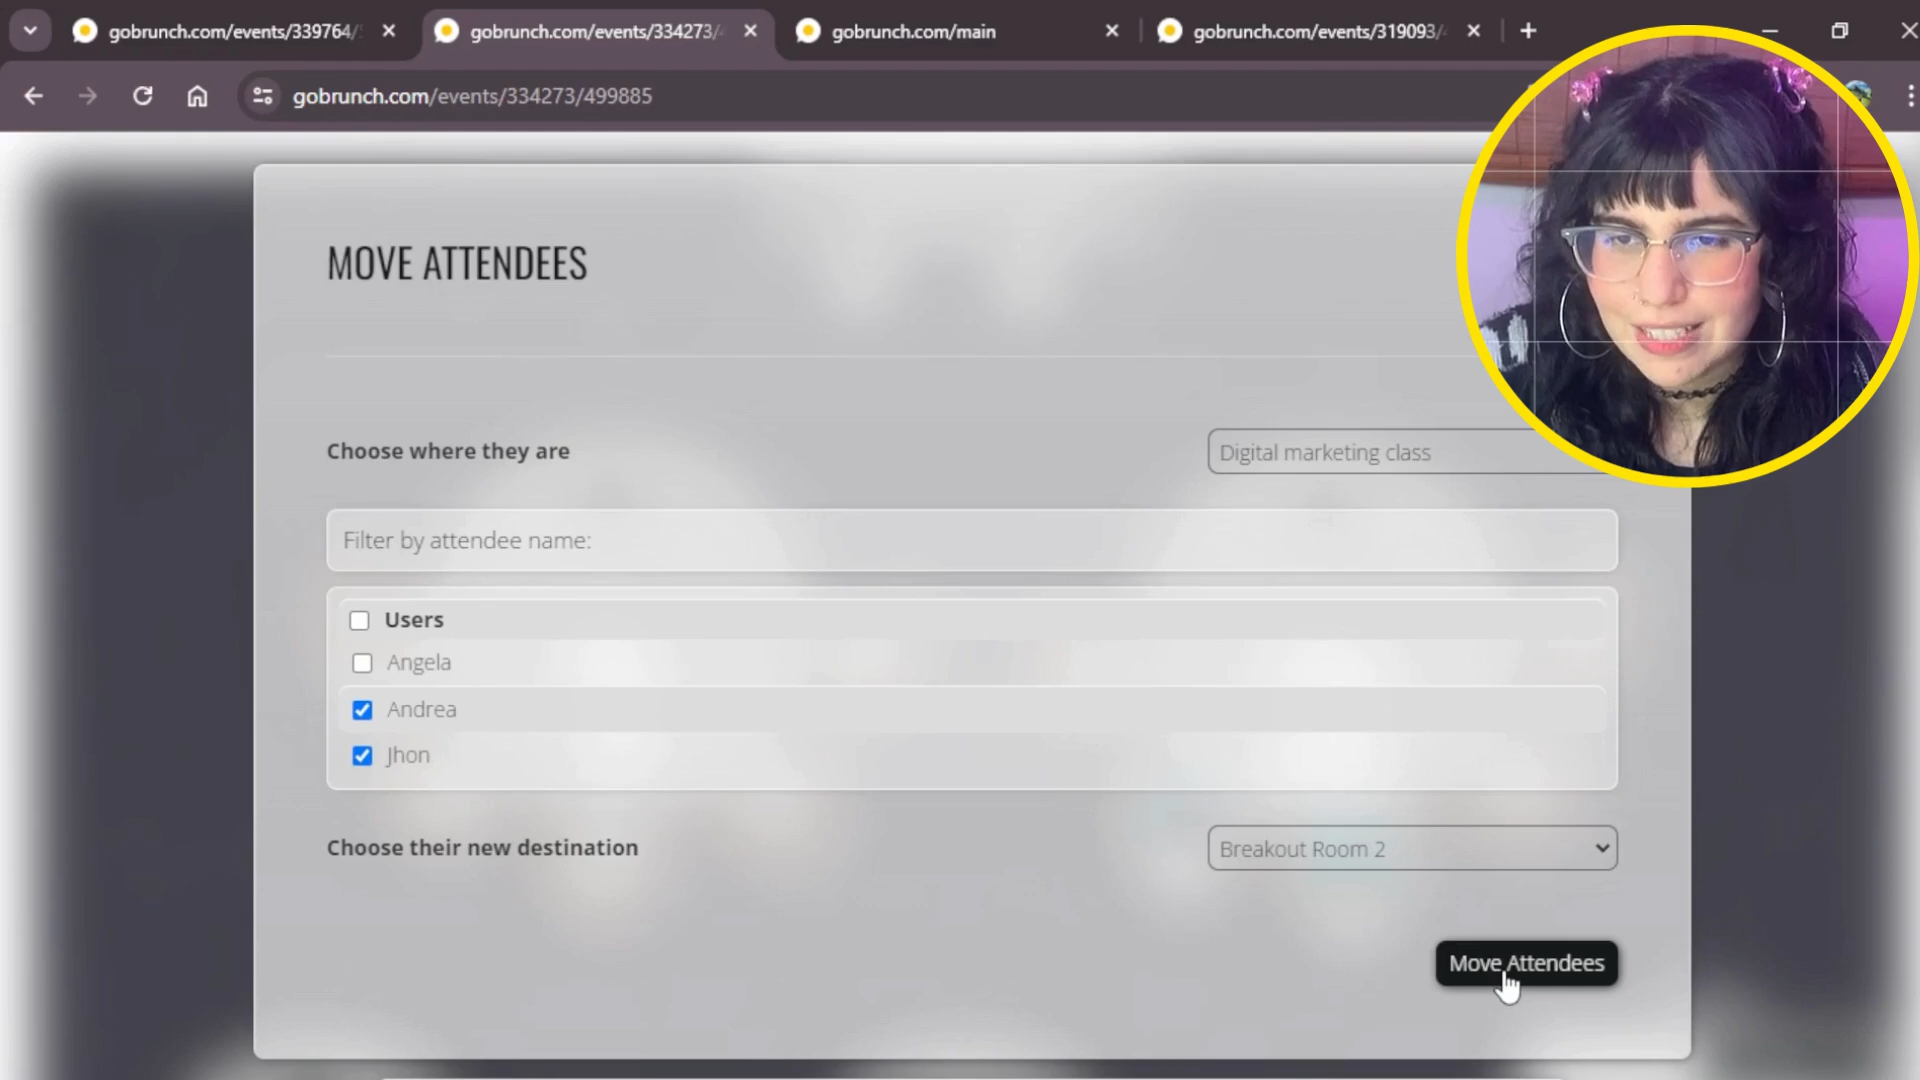 gobrunch.com/events/339764/
gobrunch.com/events/334273/
gobrunch.com/main
gobrunch.com/events/319093/
gobrunch.com/events/334273/499885
MOVE ATTENDEES
Choose where they are
Digital marketing class
Filter by attendee name:
Users
Angela
Andrea
Jhon
Choose their new destination
Breakout Room 2
Move Attendees